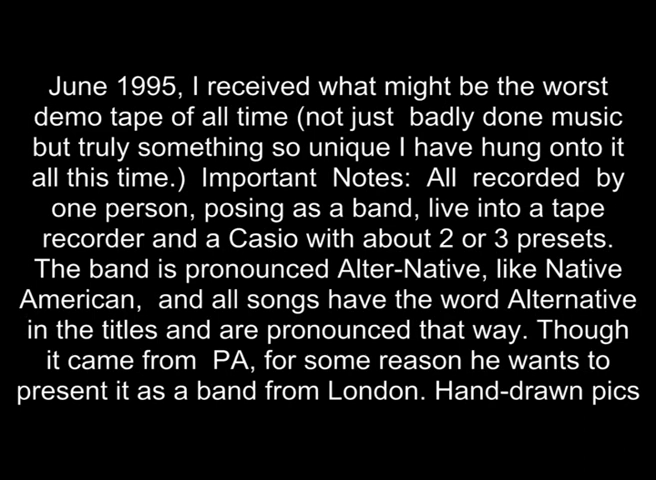 June 1995, I received what might be the worst
demo tape of all time (not just  badly done music
but truly something so unique I have hung onto it
all this time.)  Important  Notes:  All  recorded  by
one person, posing as a band, live into a tape
recorder and a Casio with about 2 or 3 presets.
The band is pronounced Alter-Native, like Native
American,  and all songs have the word Alternative
in the titles and are pronounced that way. Though
it came from  PA, for some reason he wants to
present it as a band from London. Hand-drawn pics